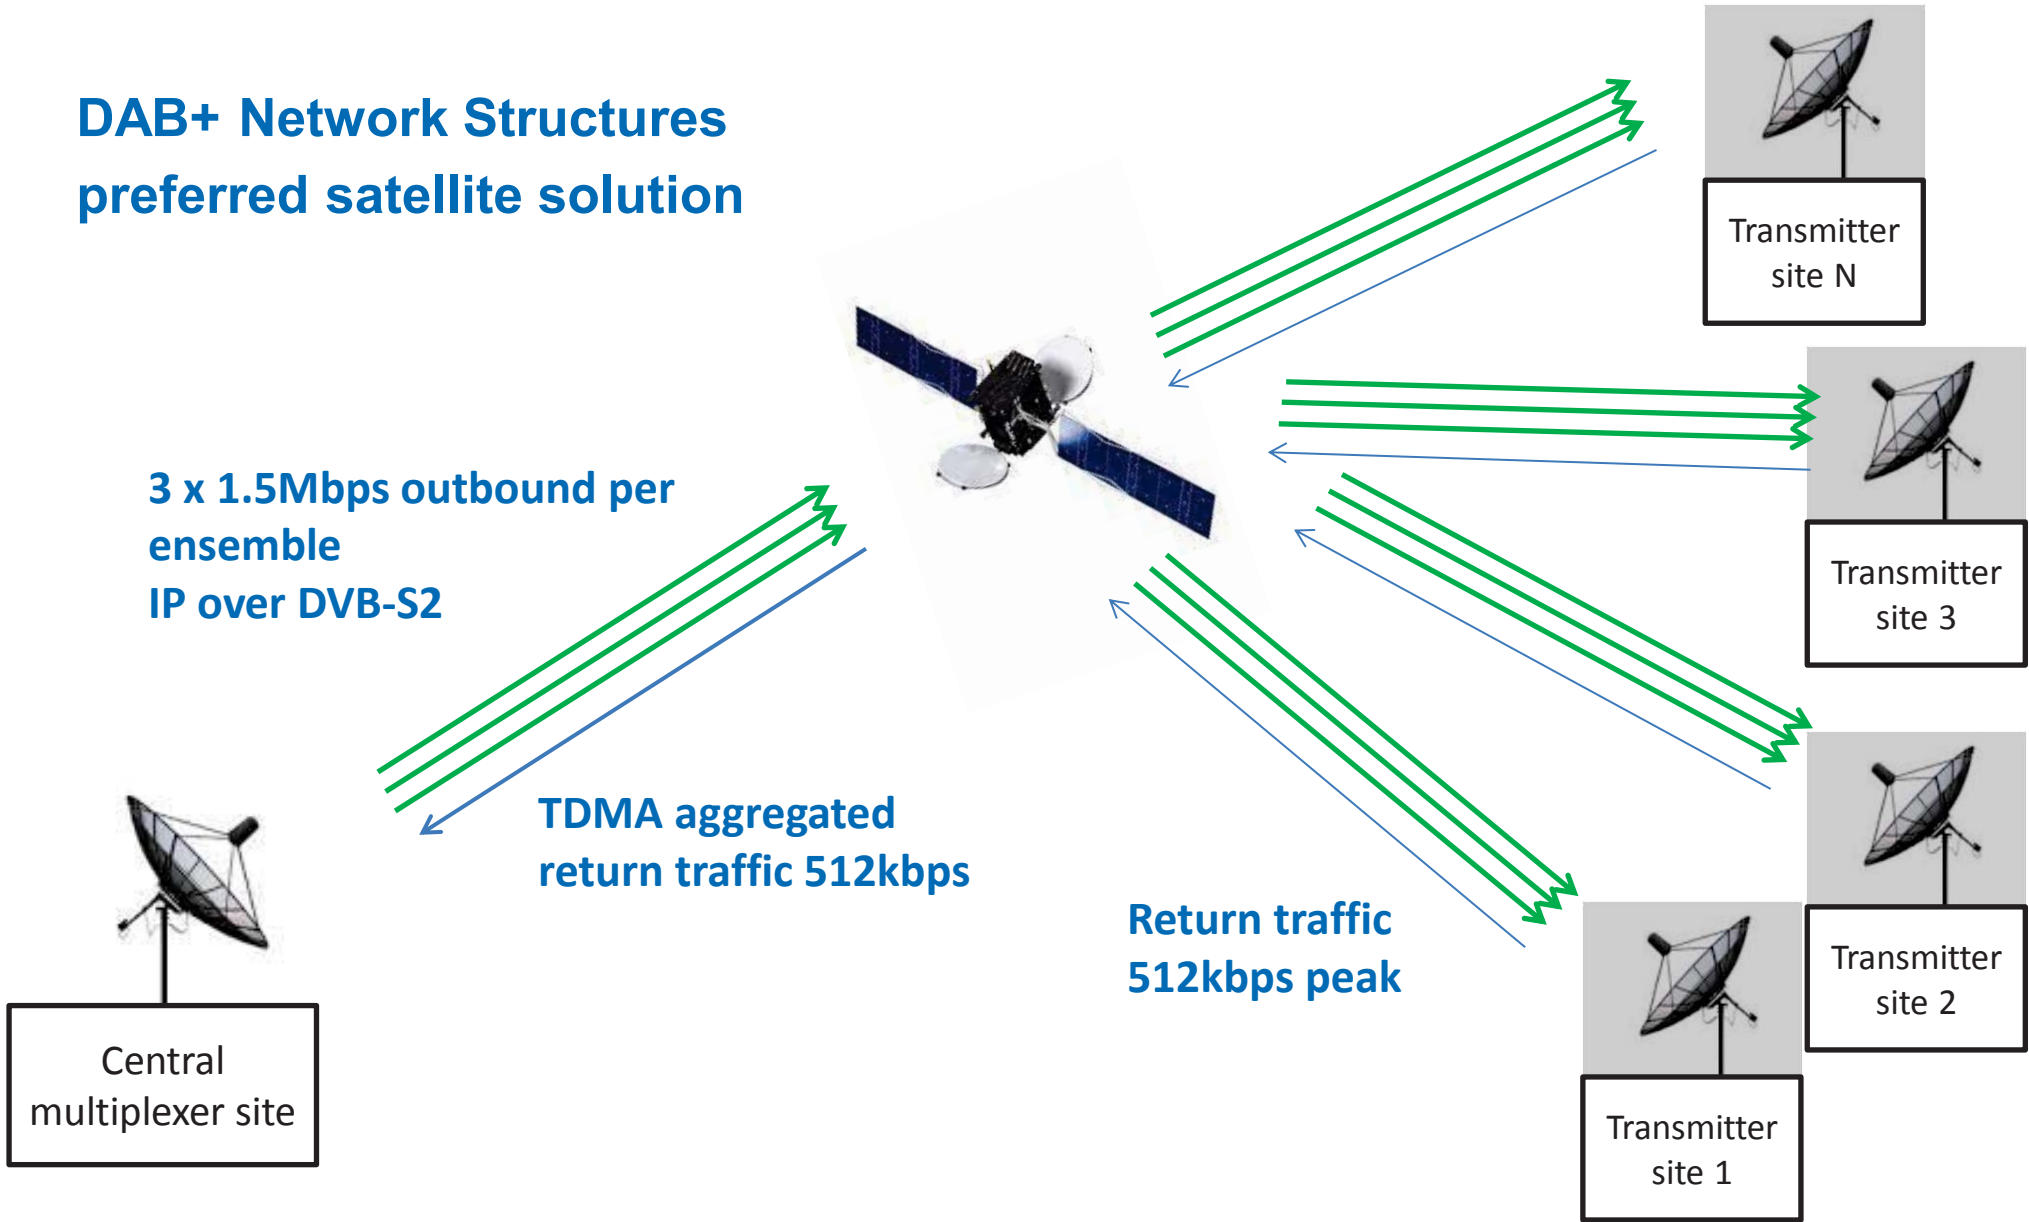 DAB+ Network Structures
preferred satellite solution
Transmitter
site N
3 x 1.5Mbps outbound per
ensemble
IP over DVB-S2
Transmitter
site 3
TDMA aggregated
return traffic 512kbps
Return traffic
512kbps peak
Transmitter
site 2
Central
multiplexer site
Transmitter
site 1